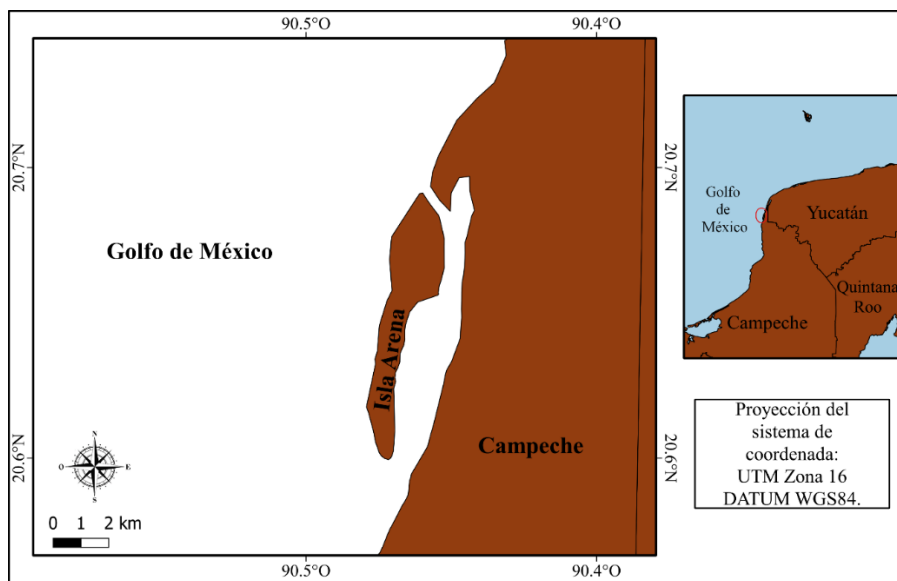 90.5°O
90.4°O
20.7°N
20.7°N
Golfo de México
Isla Arena
Campeche
20.6°N
20.6°N
N
O
E
S
0 1 2 km
90.5°O
90.4°O
Golfo
de
México
Yucatán
Quintana
Roo
Campeche
Proyección del
sistema de
coordenada:
UTM Zona 16
DATUM WGS84.